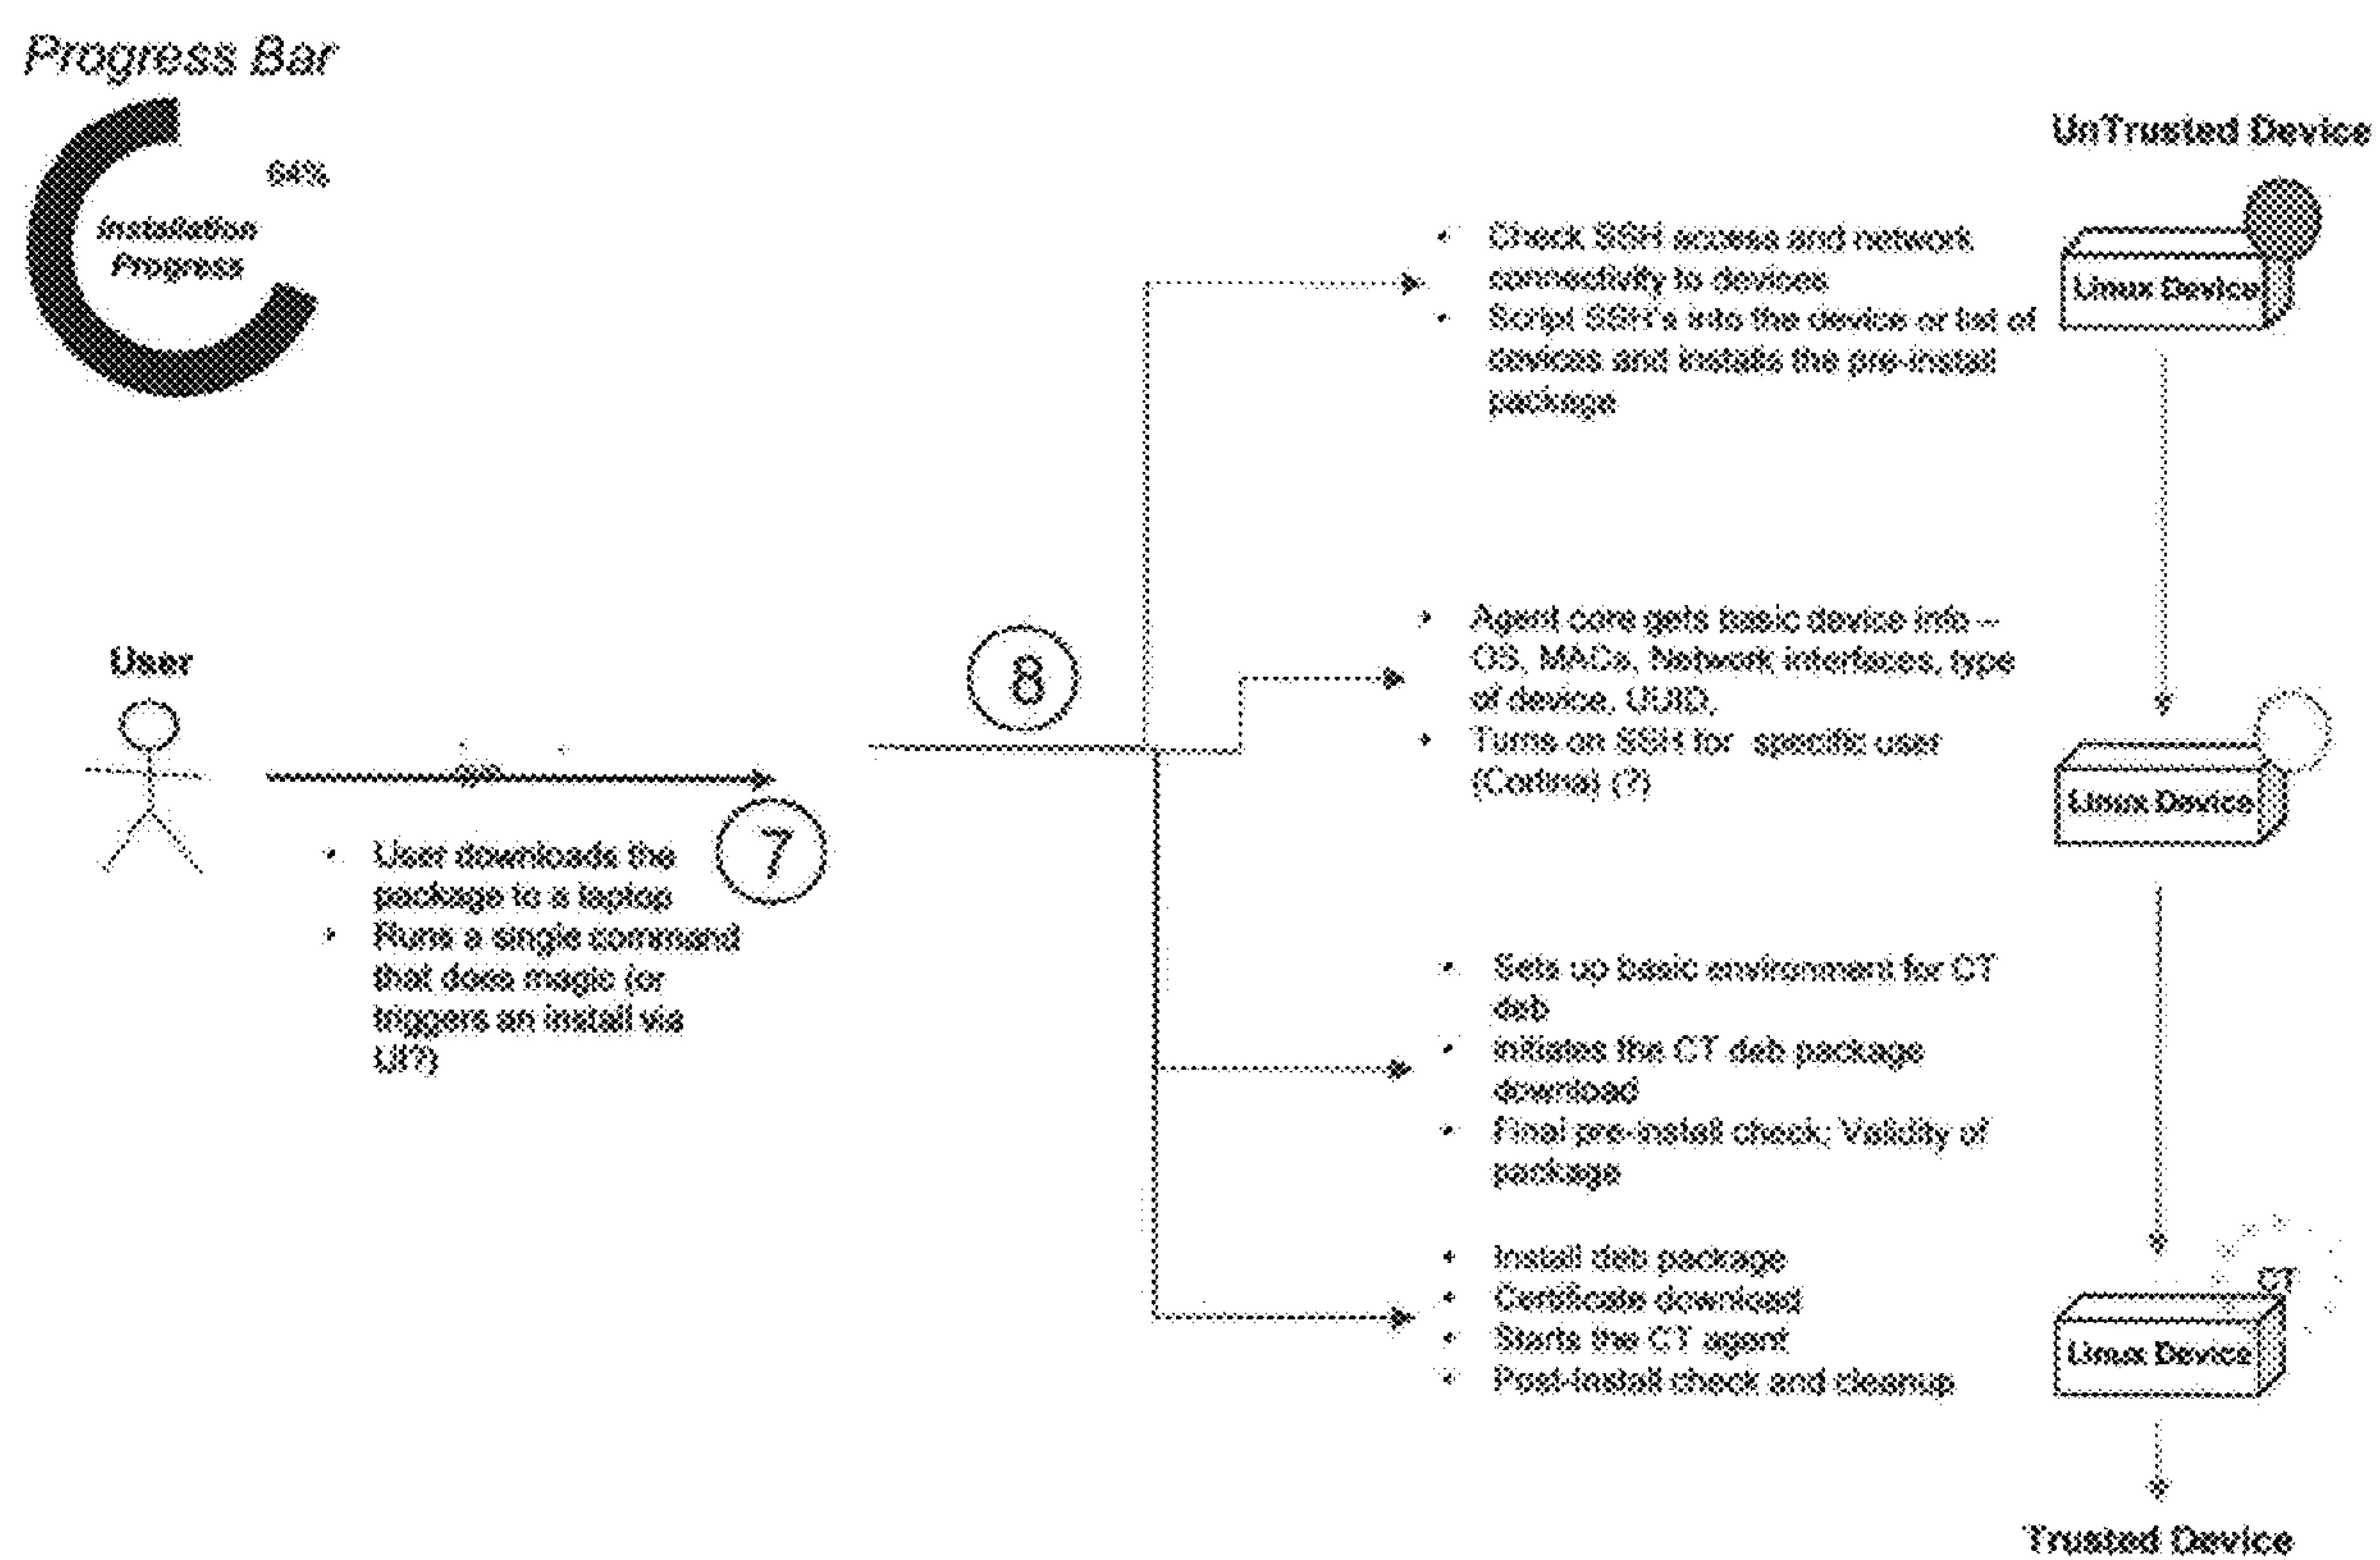 Progress Bar
64%
Installation
Progress
User
7
• User downloads the
package to a laptop
• Runs a single command
that does magic (or
triggers an install via
UI?)
8
• Check SSH access and network
connectivity to devices
• Script SSH's into the device or list of
devices and installs the pre-install
package
• Agent core gets basic device info –
OS, MACs, Network interfaces, type
of device, UUID,
• Turns on SSH for specific user
(Corlina) (?)
• Sets up basic environment for CT
deb
• Initiates the CT deb package
download
• Final pre-install check; Validity of
package
• Install deb package
• Certificate download
• Starts the CT agent
• Post-install check and cleanup
UnTrusted Device
Linux Device
Linux Device
CT
Linux Device
Trusted Device